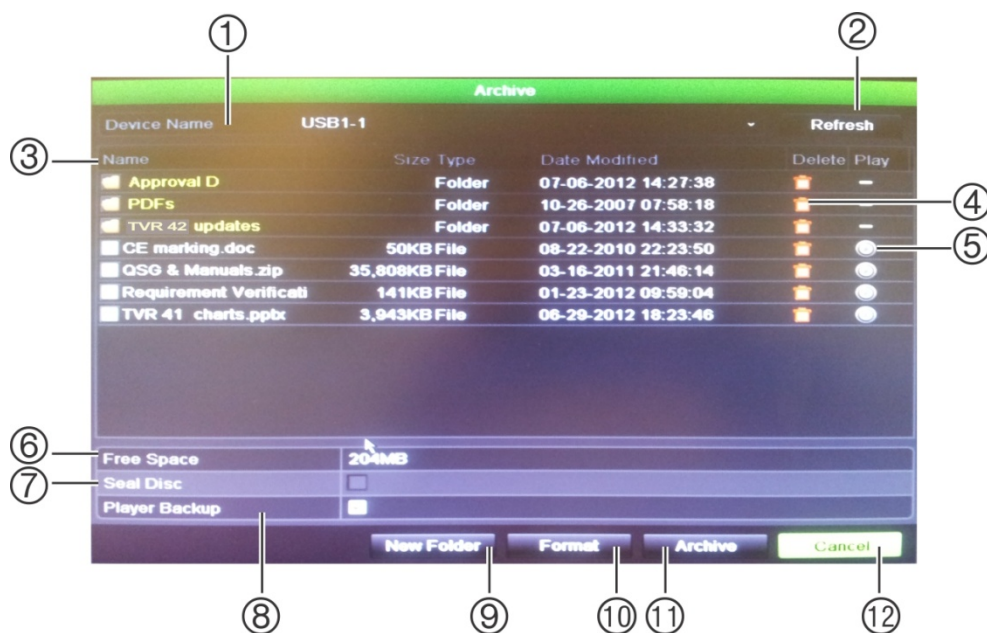 ① ②
Archive
Device Name USB1-1 Refresh
③ Name Size Type Date Modified Delete Play
Approval D Folder 07-06-2012 14:27:38
PDFs Folder 10-26-2007 07:58:18 ④
TVR 42 updates Folder 07-06-2012 14:33:32
CE marking.doc 50KB File 08-22-2010 22:23:50 ⑤
QSG & Manuals.zip 35,808KB File 03-16-2011 21:46:14
Requirement Verificati 141KB File 01-23-2012 09:59:04
TVR 41 charts.pptx 3,943KB File 06-29-2012 18:23:46
⑥ Free Space 204MB
⑦ Seal Disc
Player Backup
New Folder Format Archive Cancel
⑧ ⑨ ⑩ ⑪ ⑫